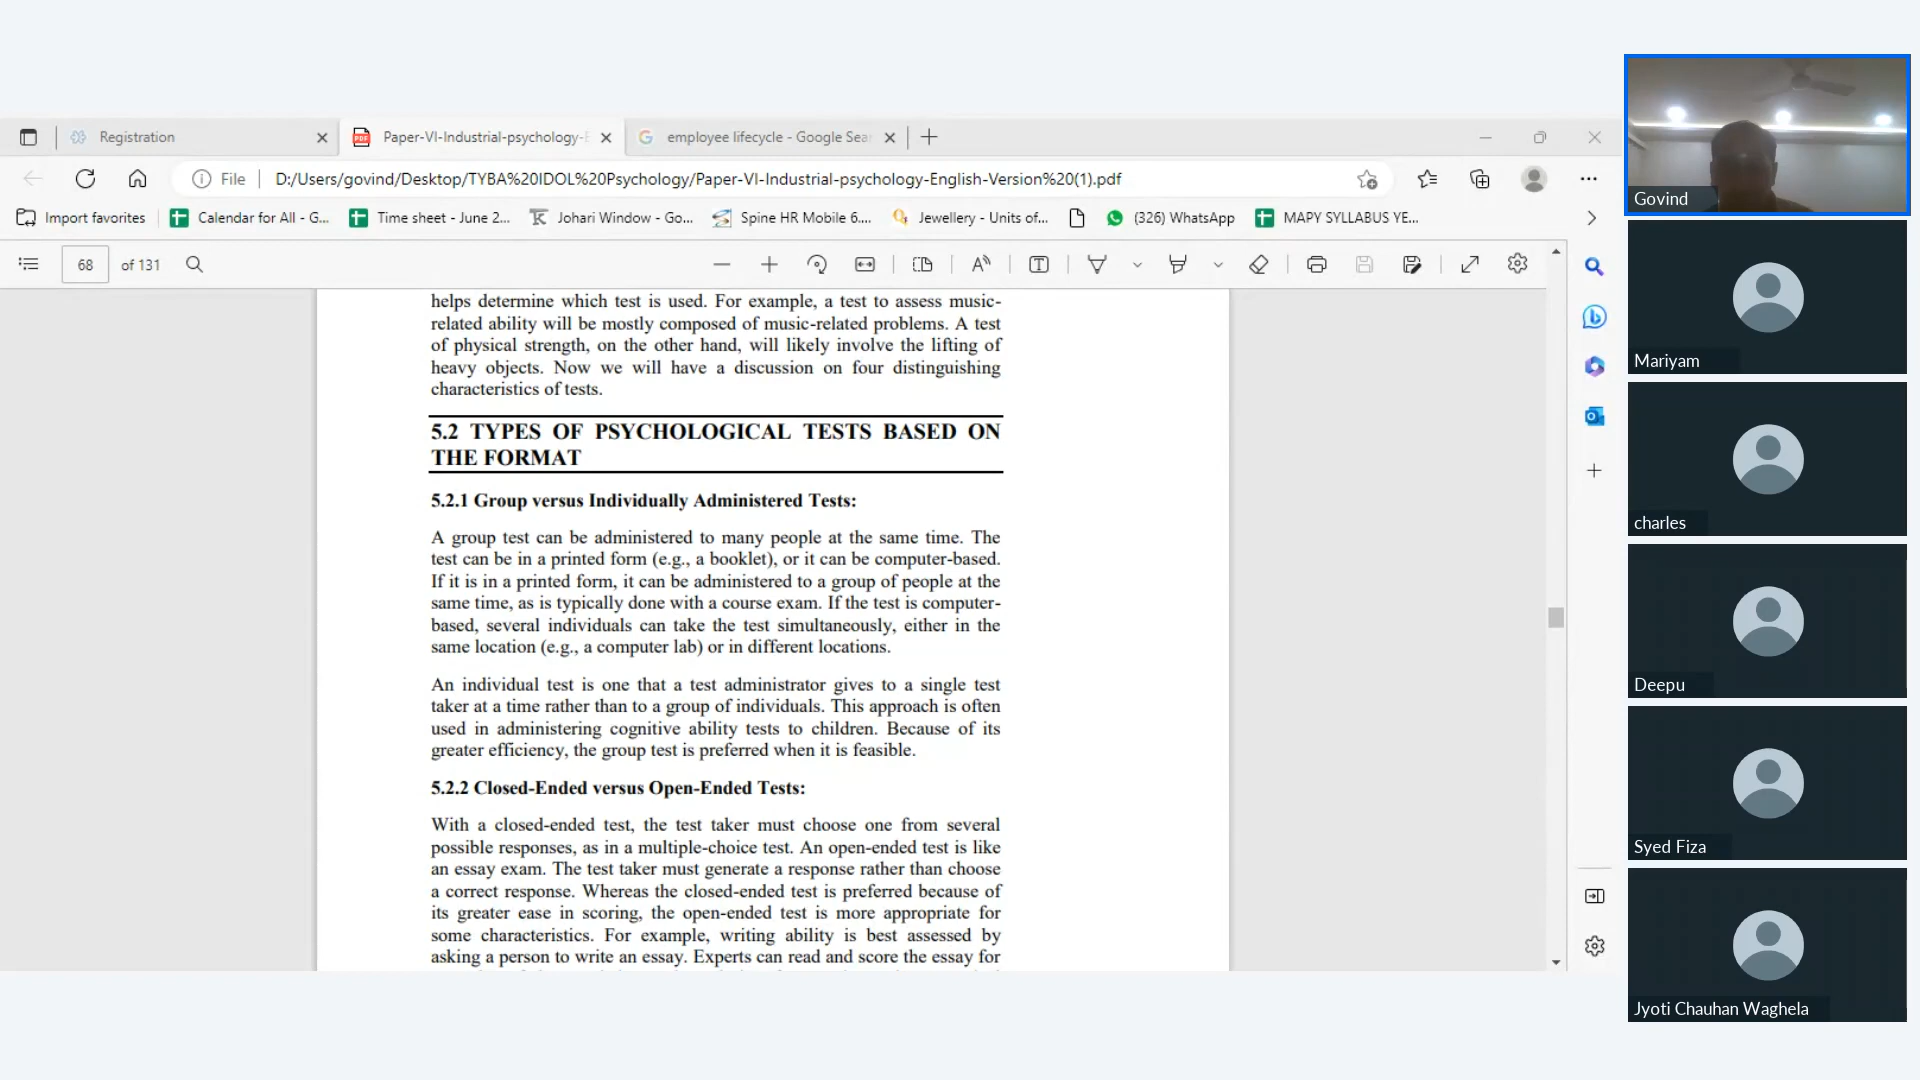 Registration
Paper-VI-Industrial-psychology-E
employee lifecycle - Google Sea
File
D:/Users/govind/Desktop/TYBA%20IDOL%20Psychology/Paper-VI-Industrial-psychology-English-Version%20(1).pdf
Import favorites
Calendar for All - G...
Time sheet - June 2...
Johari Window - Go...
Spine HR Mobile 6....
Jewellery - Units of...
(326) WhatsApp
MAPY SYLLABUS YE...
68 of 131
helps determine which test is used. For example, a test to assess music-
related ability will be mostly composed of music-related problems. A test
of physical strength, on the other hand, will likely involve the lifting of
heavy objects. Now we will have a discussion on four distinguishing
characteristics of tests.
5.2 TYPES OF PSYCHOLOGICAL TESTS BASED ON
THE FORMAT
5.2.1 Group versus Individually Administered Tests:
A group test can be administered to many people at the same time. The
test can be in a printed form (e.g., a booklet), or it can be computer-based.
If it is in a printed form, it can be administered to a group of people at the
same time, as is typically done with a course exam. If the test is computer-
based, several individuals can take the test simultaneously, either in the
same location (e.g., a computer lab) or in different locations.
An individual test is one that a test administrator gives to a single test
taker at a time rather than to a group of individuals. This approach is often
used in administering cognitive ability tests to children. Because of its
greater efficiency, the group test is preferred when it is feasible.
5.2.2 Closed-Ended versus Open-Ended Tests:
With a closed-ended test, the test taker must choose one from several
possible responses, as in a multiple-choice test. An open-ended test is like
an essay exam. The test taker must generate a response rather than choose
a correct response. Whereas the closed-ended test is preferred because of
its greater ease in scoring, the open-ended test is more appropriate for
some characteristics. For example, writing ability is best assessed by
asking a person to write an essay. Experts can read and score the essay for
Govind
Mariyam
charles
Deepu
Syed Fiza
Jyoti Chauhan Waghela